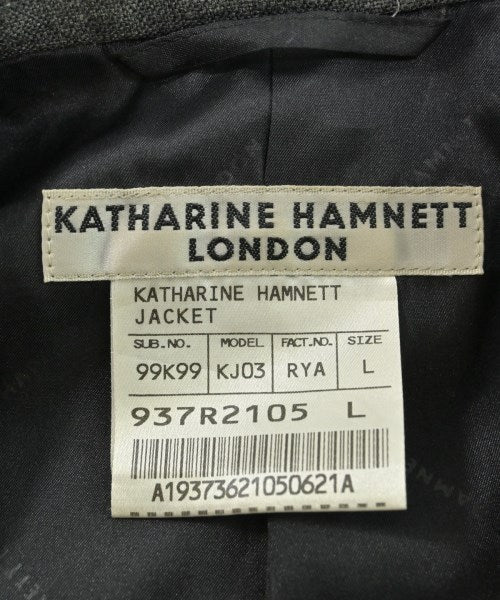 KATHARINE HAMNETT
LONDON
KATHARINE HAMNETT
JACKET
SUB.NO. MODEL FACT.NO. SIZE
99K99 KJ03 RYA L
937R2105 L
A19373621050621A